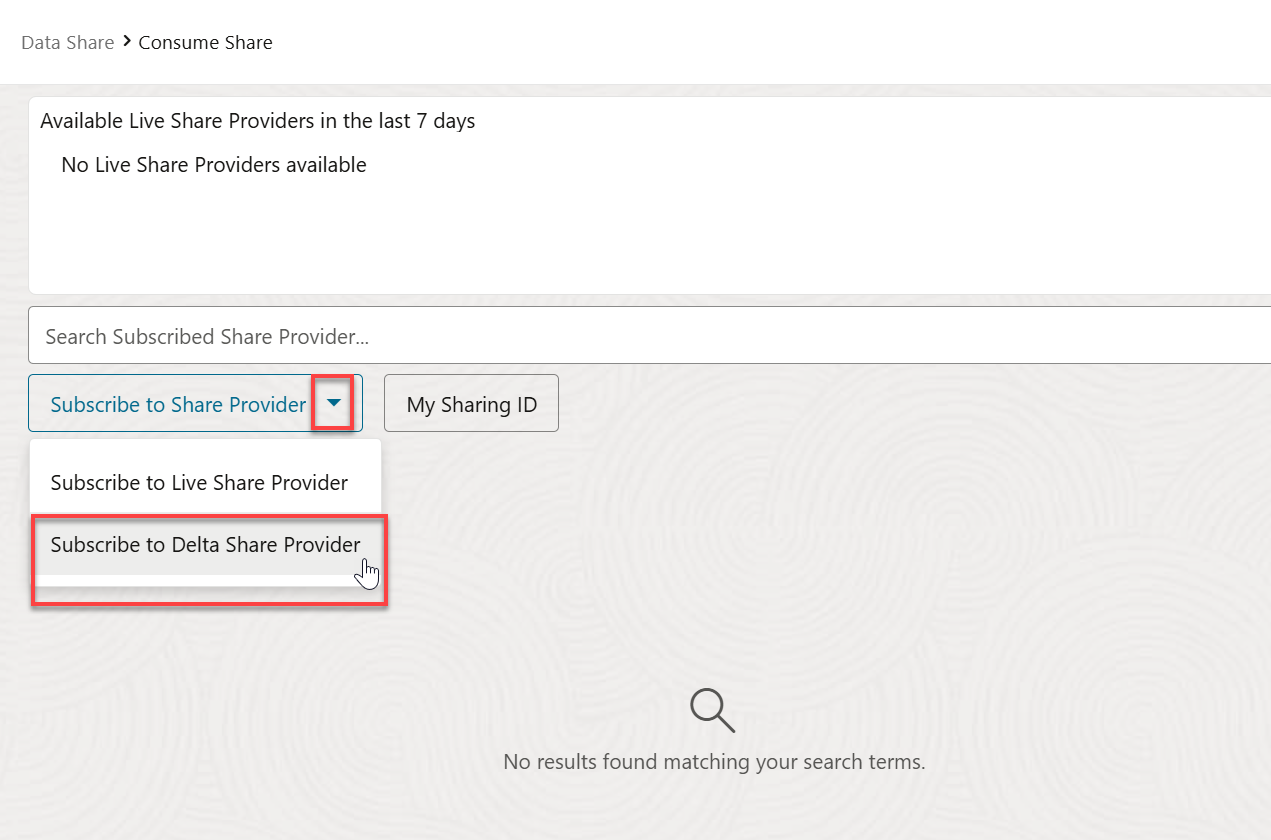 Data Share > Consume Share
Available Live Share Providers in the last 7 days
No Live Share Providers available
Search Subscribed Share Provider...
Subscribe to Share Provider
My Sharing ID
Subscribe to Live Share Provider
Subscribe to Delta Share Provider
No results found matching your search terms.